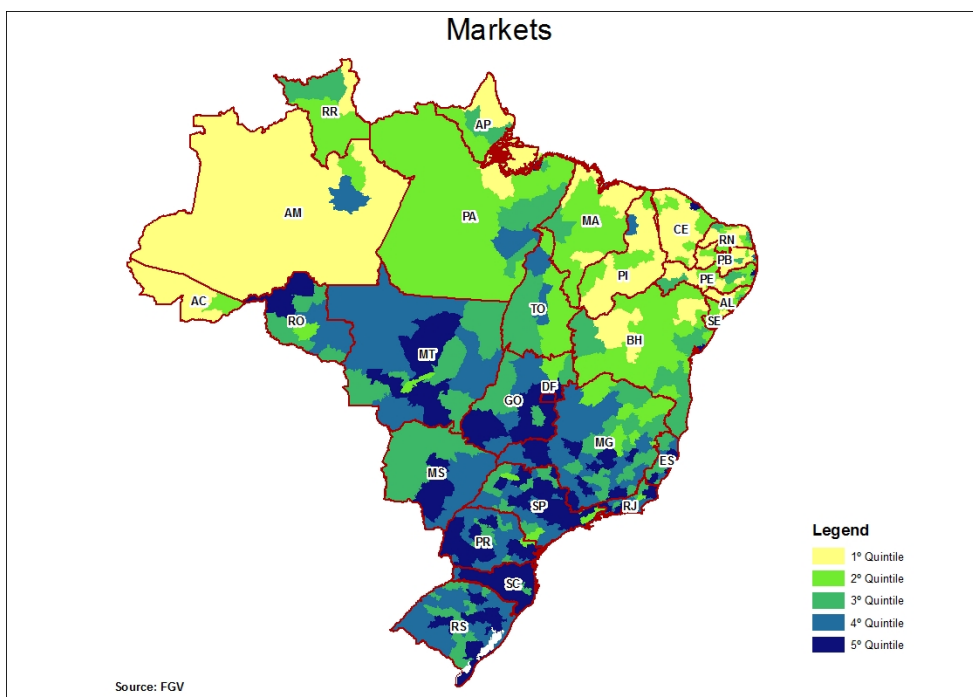 Markets
RR
AP
AM
PA
MA
CE
RN
PB
PE
PI
AL
SE
AC
RO
TO
BH
MT
DF
GO
MG
ES
MS
SP
RJ
PR
SC
RS
Legend
1º Quintile
2º Quintile
3º Quintile
4º Quintile
5º Quintile
Source: FGV